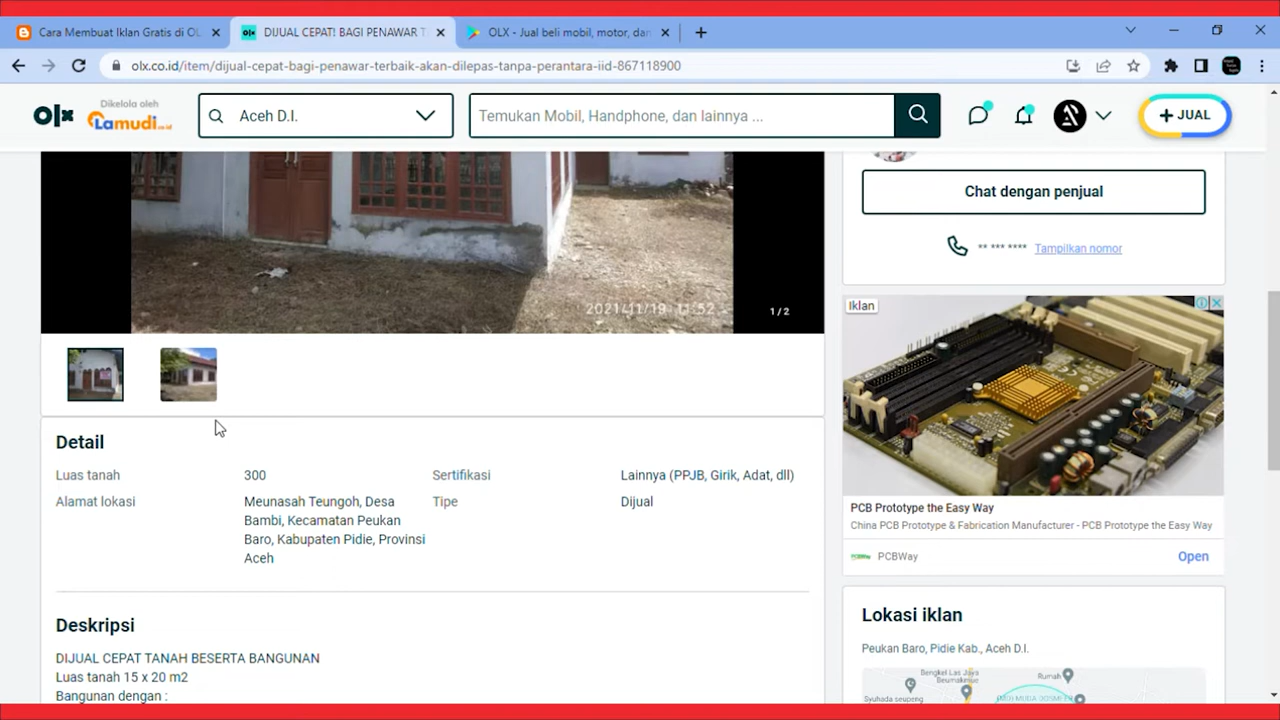 Cara Membuat Iklan Gratis di OL
DIJUAL CEPAT! BAGI PENAWAR T
OLX - Jual beli mobil, motor, dan
olx.co.id/item/dijual-cepat-bagi-penawar-terbaik-akan-dilepas-tanpa-perantara-iid-867118900
olx
Dikelola oleh
Lamudi.co.id
Aceh D.I.
Temukan Mobil, Handphone, dan lainnya ...
+ JUAL
2021/11/19 11:52
1 / 2
Chat dengan penjual
** *** **** Tampilkan nomor
Iklan
PCB Prototype the Easy Way
China PCB Prototype & Fabrication Manufacturer - PCB Prototype the Easy Way
PCBWay
Open
Detail
Luas tanah 300 Sertifikasi Lainnya (PPJB, Girik, Adat, dll)
Alamat lokasi Meunasah Teungoh, Desa Tipe Dijual
Bambi, Kecamatan Peukan
Baro, Kabupaten Pidie, Provinsi
Aceh
Deskripsi
DIJUAL CEPAT TANAH BESERTA BANGUNAN
Luas tanah 15 x 20 m2
Bangunan dengan :
Lokasi iklan
Peukan Baro, Pidie Kab., Aceh D.I.
Rumah
Syuhada seupeng